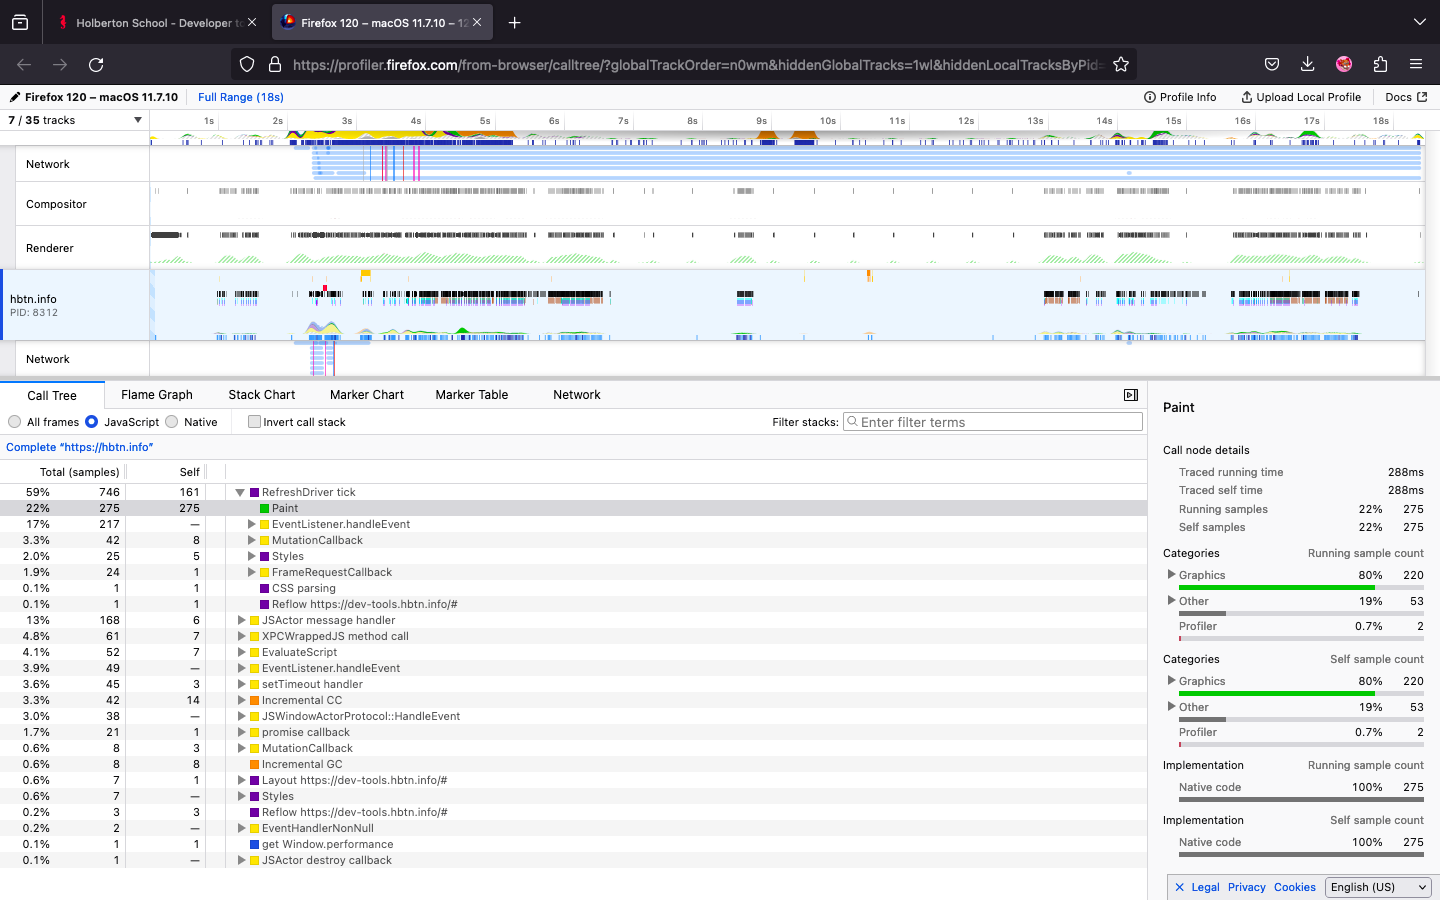 Holberton School - Developer to
Firefox 120 – macOS 11.7.10 – 12
https://profiler.firefox.com/from-browser/calltree/?globalTrackOrder=n0wm&hiddenGlobalTracks=1wl&hiddenLocalTracksByPid=
Firefox 120 – macOS 11.7.10 Full Range (18s) Profile Info Upload Local Profile Docs
7 / 35 tracks 1s 2s 3s 4s 5s 6s 7s 8s 9s 10s 11s 12s 13s 14s 15s 16s 17s 18s
Network
Compositor
Renderer
hbtn.info
PID: 8312
Network
Call Tree Flame Graph Stack Chart Marker Chart Marker Table Network
All frames JavaScript Native Invert call stack Filter stacks: Enter filter terms
Complete “https://hbtn.info”
Total (samples) Self
59% 746 161 RefreshDriver tick
22% 275 275 Paint
17% 217 — EventListener.handleEvent
3.3% 42 8 MutationCallback
2.0% 25 5 Styles
1.9% 24 1 FrameRequestCallback
0.1% 1 1 CSS parsing
0.1% 1 1 Reflow https://dev-tools.hbtn.info/#
13% 168 6 JSActor message handler
4.8% 61 7 XPCWrappedJS method call
4.1% 52 7 EvaluateScript
3.9% 49 — EventListener.handleEvent
3.6% 45 3 setTimeout handler
3.3% 42 14 Incremental CC
3.0% 38 — JSWindowActorProtocol::HandleEvent
1.7% 21 1 promise callback
0.6% 8 3 MutationCallback
0.6% 8 8 Incremental GC
0.6% 7 1 Layout https://dev-tools.hbtn.info/#
0.6% 7 — Styles
0.2% 3 3 Reflow https://dev-tools.hbtn.info/#
0.2% 2 — EventHandlerNonNull
0.1% 1 1 get Window.performance
0.1% 1 — JSActor destroy callback
Paint
Call node details
Traced running time 288ms
Traced self time 288ms
Running samples 22% 275
Self samples 22% 275
Categories Running sample count
Graphics 80% 220
Other 19% 53
Profiler 0.7% 2
Categories Self sample count
Graphics 80% 220
Other 19% 53
Profiler 0.7% 2
Implementation Running sample count
Native code 100% 275
Implementation Self sample count
Native code 100% 275
Legal Privacy Cookies English (US)